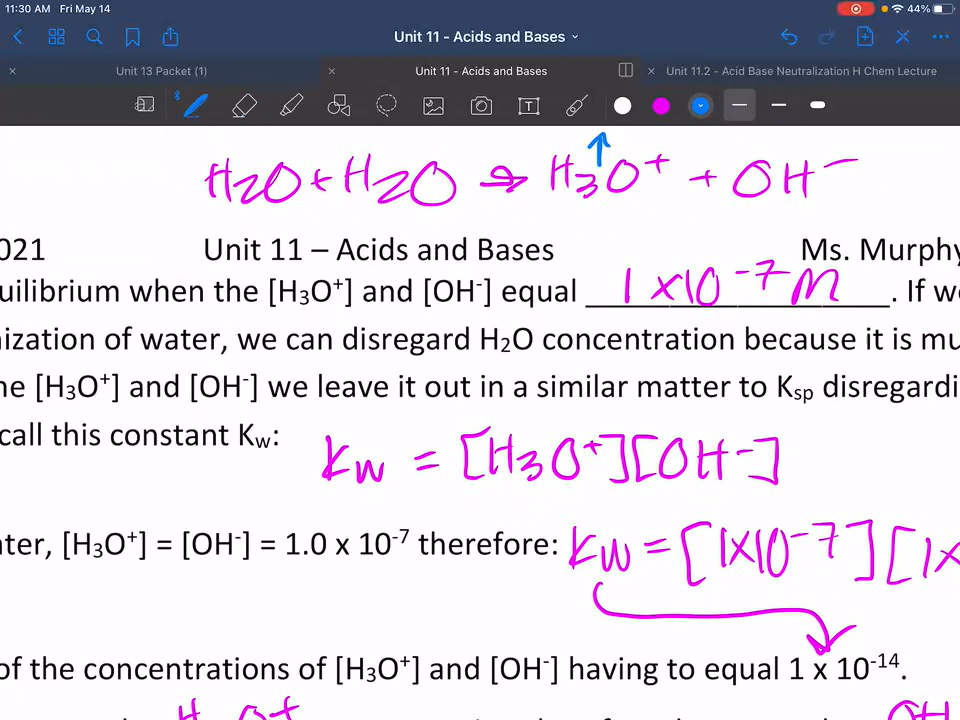 11:30 AM Fri May 14 44%
Unit 11 - Acids and Bases
Unit 13 Packet (1) Unit 11 - Acids and Bases Unit 11.2 - Acid Base Neutralization H Chem Lecture
T
H2O + H2O ⇌ H3O+ + OH-
021 Unit 11 – Acids and Bases Ms. Murphy
uilibrium when the [H₃O⁺] and [OH⁻] equal 1 x 10⁻⁷ M. If we
ization of water, we can disregard H₂O concentration because it is mu
ne [H₃O⁺] and [OH⁻] we leave it out in a similar matter to Ksp disregardi
call this constant Kw: Kw = [H3O+][OH-]
ater, [H₃O⁺] = [OH⁻] = 1.0 x 10⁻⁷ therefore: Kw = [1x10⁻⁷][1x
of the concentrations of [H₃O⁺] and [OH⁻] having to equal 1 x 10⁻¹⁴.